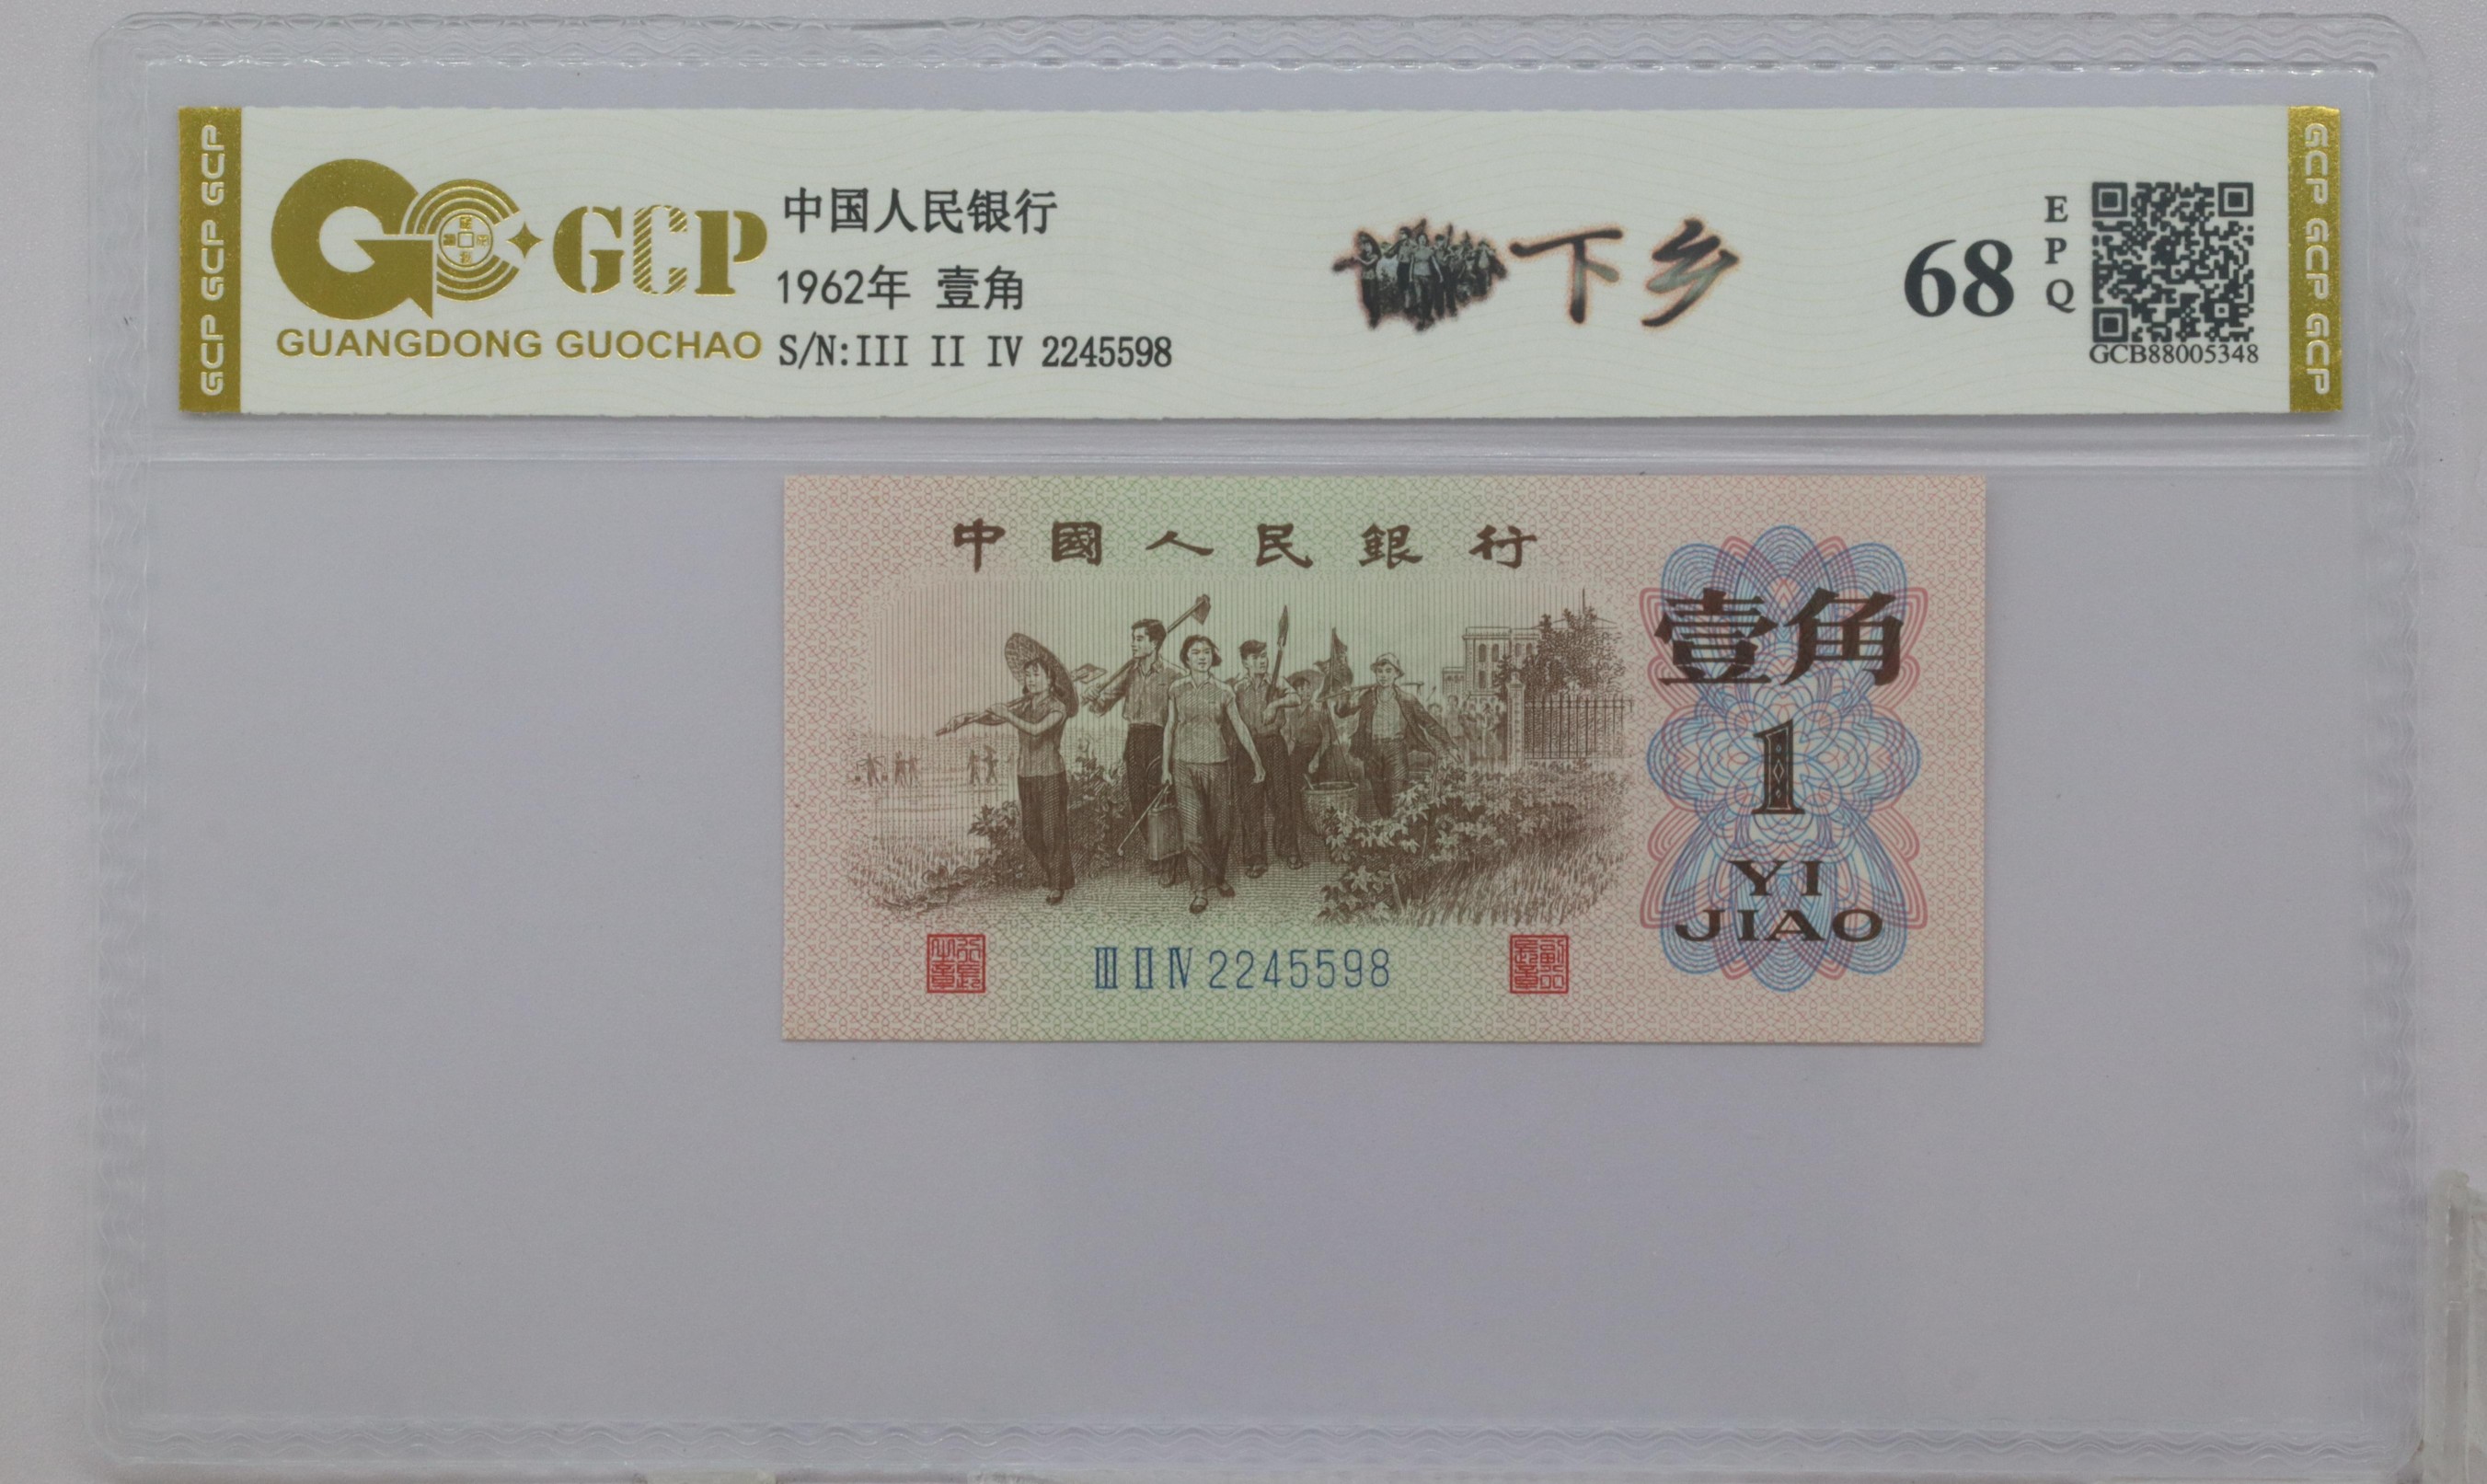 GCP GCP GCP
GCP
GUANGDONG GUOCHAO
中国人民银行
1962年 壹角
S/N:III II IV 2245598
下乡
68
EPQ
GCB88005348
GCP GCP GCP
中國人民銀行
壹角
1
YI
JIAO
III II IV 2245598